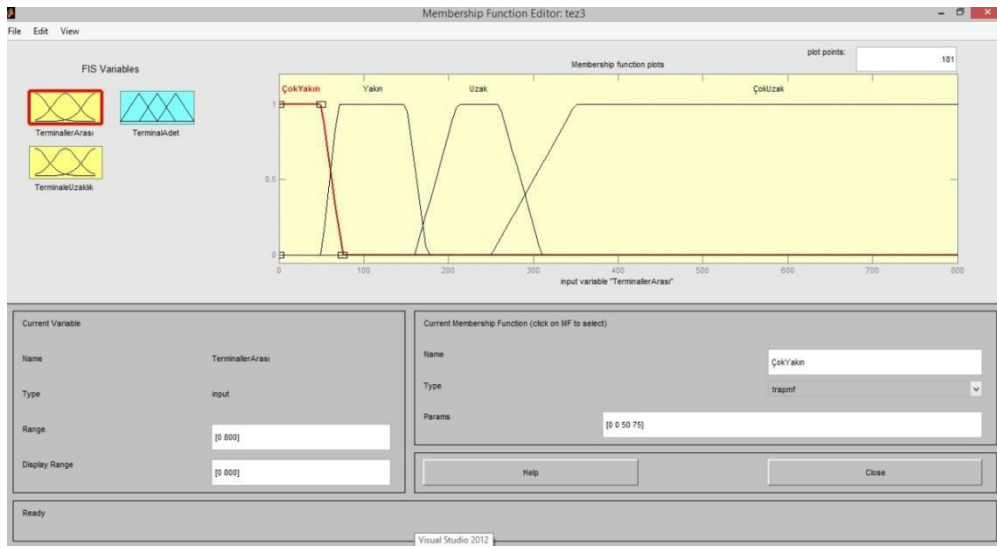 Membership Function Editor: tez3
File Edit View
FIS Variables
TerminallerArası
TerminalAdet
TerminaleUzaklık
plot points:
181
Membership function plots
ÇokYakın Yakın Uzak ÇokUzak
1
0.5
0
0 100 200 300 400 500 600 700 800
input variable "TerminallerArası"
Current Variable
Name TerminallerArası
Type input
Range [0 800]
Display Range [0 800]
Current Membership Function (click on MF to select)
Name ÇokYakın
Type trapmf
Params [0 0 50 75]
Help Close
Ready
Visual Studio 2012